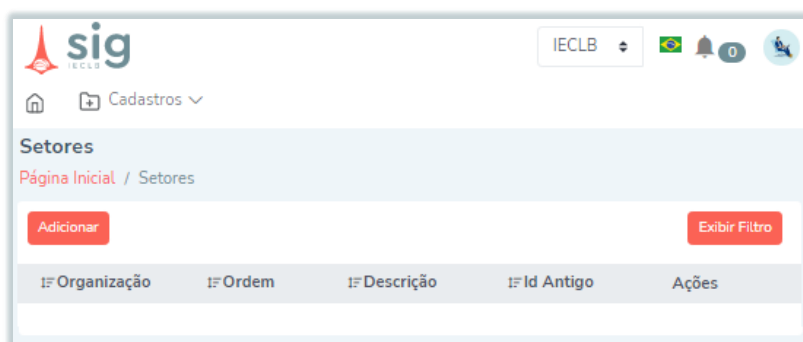 sig
IECLB
IECLB
0
Cadastros
Setores
Página Inicial / Setores
Adicionar
Exibir Filtro
Organização Ordem Descrição Id Antigo Ações